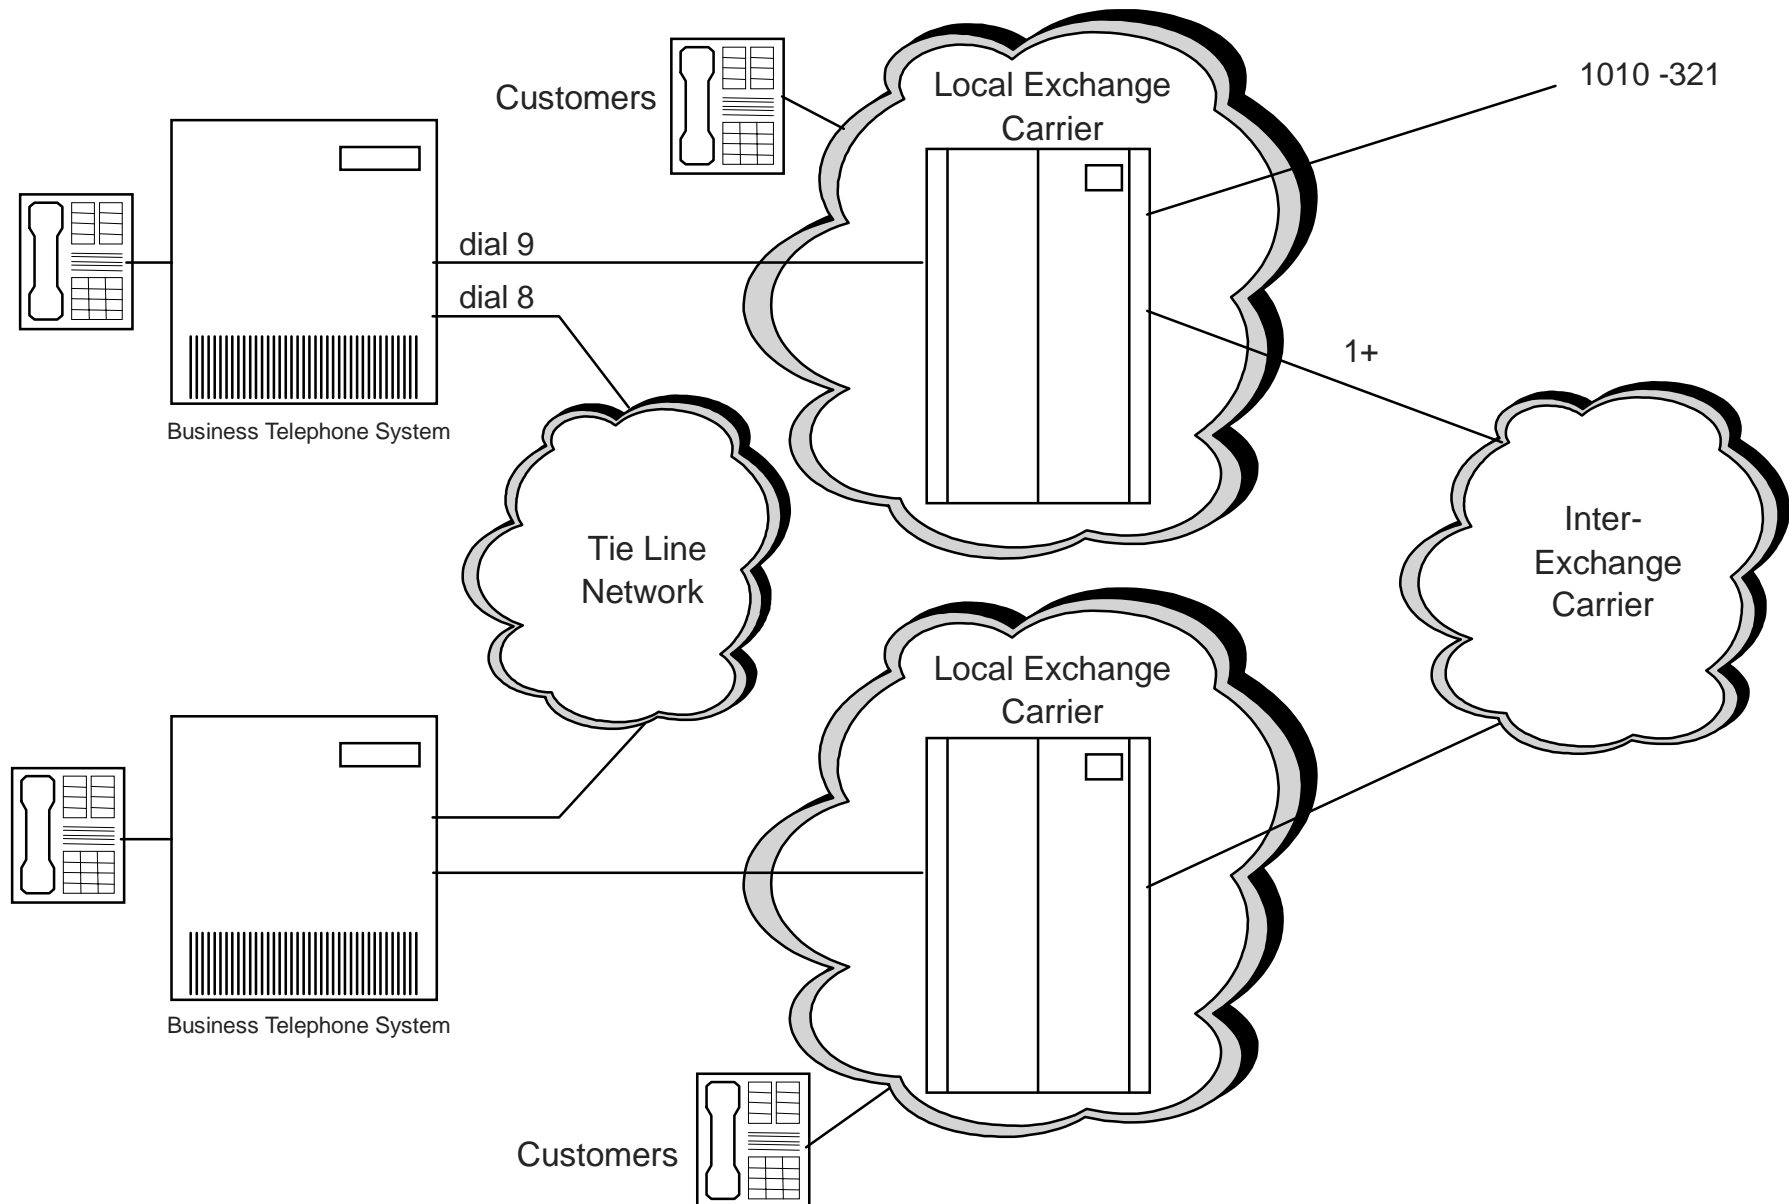 Customers
Local Exchange
Carrier
1010 -321
dial 9
dial 8
1+
Business Telephone System
Tie Line
Network
Inter-
Exchange
Carrier
Local Exchange
Carrier
Business Telephone System
Customers